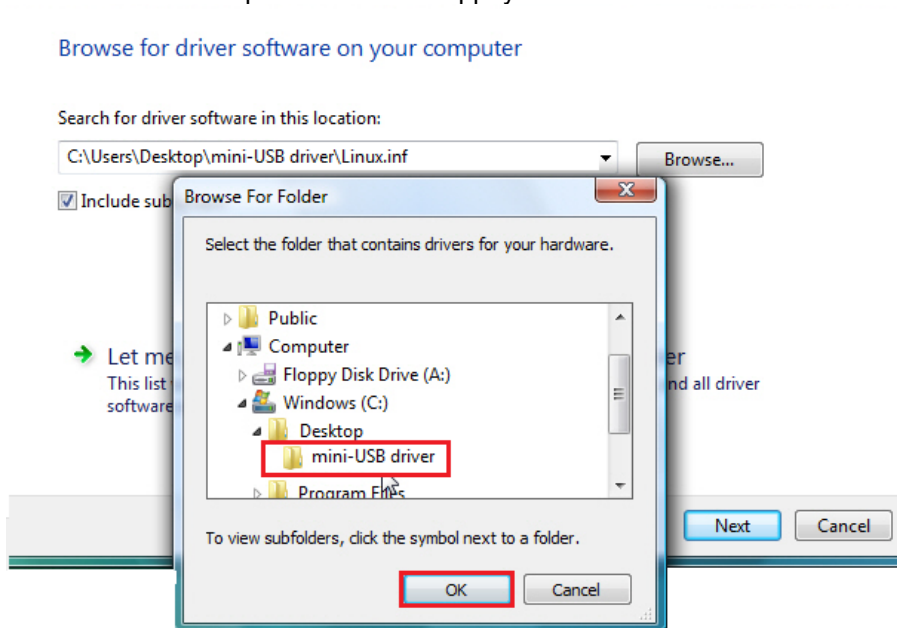 Browse for driver software on your computer
Search for driver software in this location:
C:\Users\Desktop\mini-USB driver\Linux.inf
Browse...
Include sub
Browse For Folder
X
Select the folder that contains drivers for your hardware.
Public
Computer
Floppy Disk Drive (A:)
Windows (C:)
Desktop
mini-USB driver
Program Files
Let me
er
This list
nd all driver
software
To view subfolders, click the symbol next to a folder.
OK
Cancel
Next
Cancel